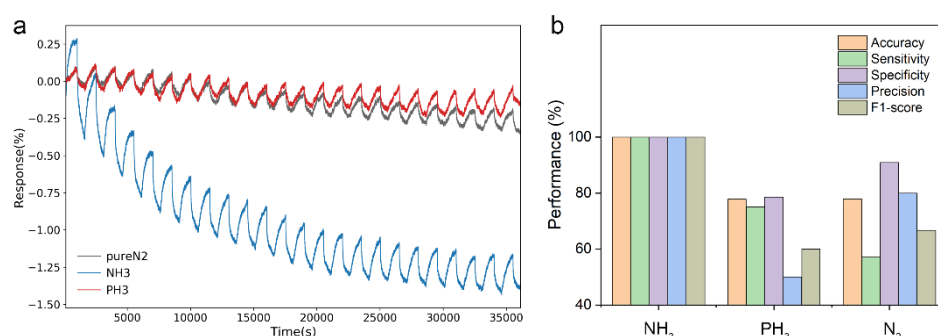 a
0.25
0.00
−0.25
−0.50
−0.75
−1.00
−1.25
−1.50
Response(%)
pureN2
NH3
PH3
5000 10000 15000 20000 25000 30000 35000
Time(s)
b
Accuracy
Sensitivity
Specificity
Precision
F1-score
100
80
60
40
Performance (%)
NH₃ PH₃ N₂